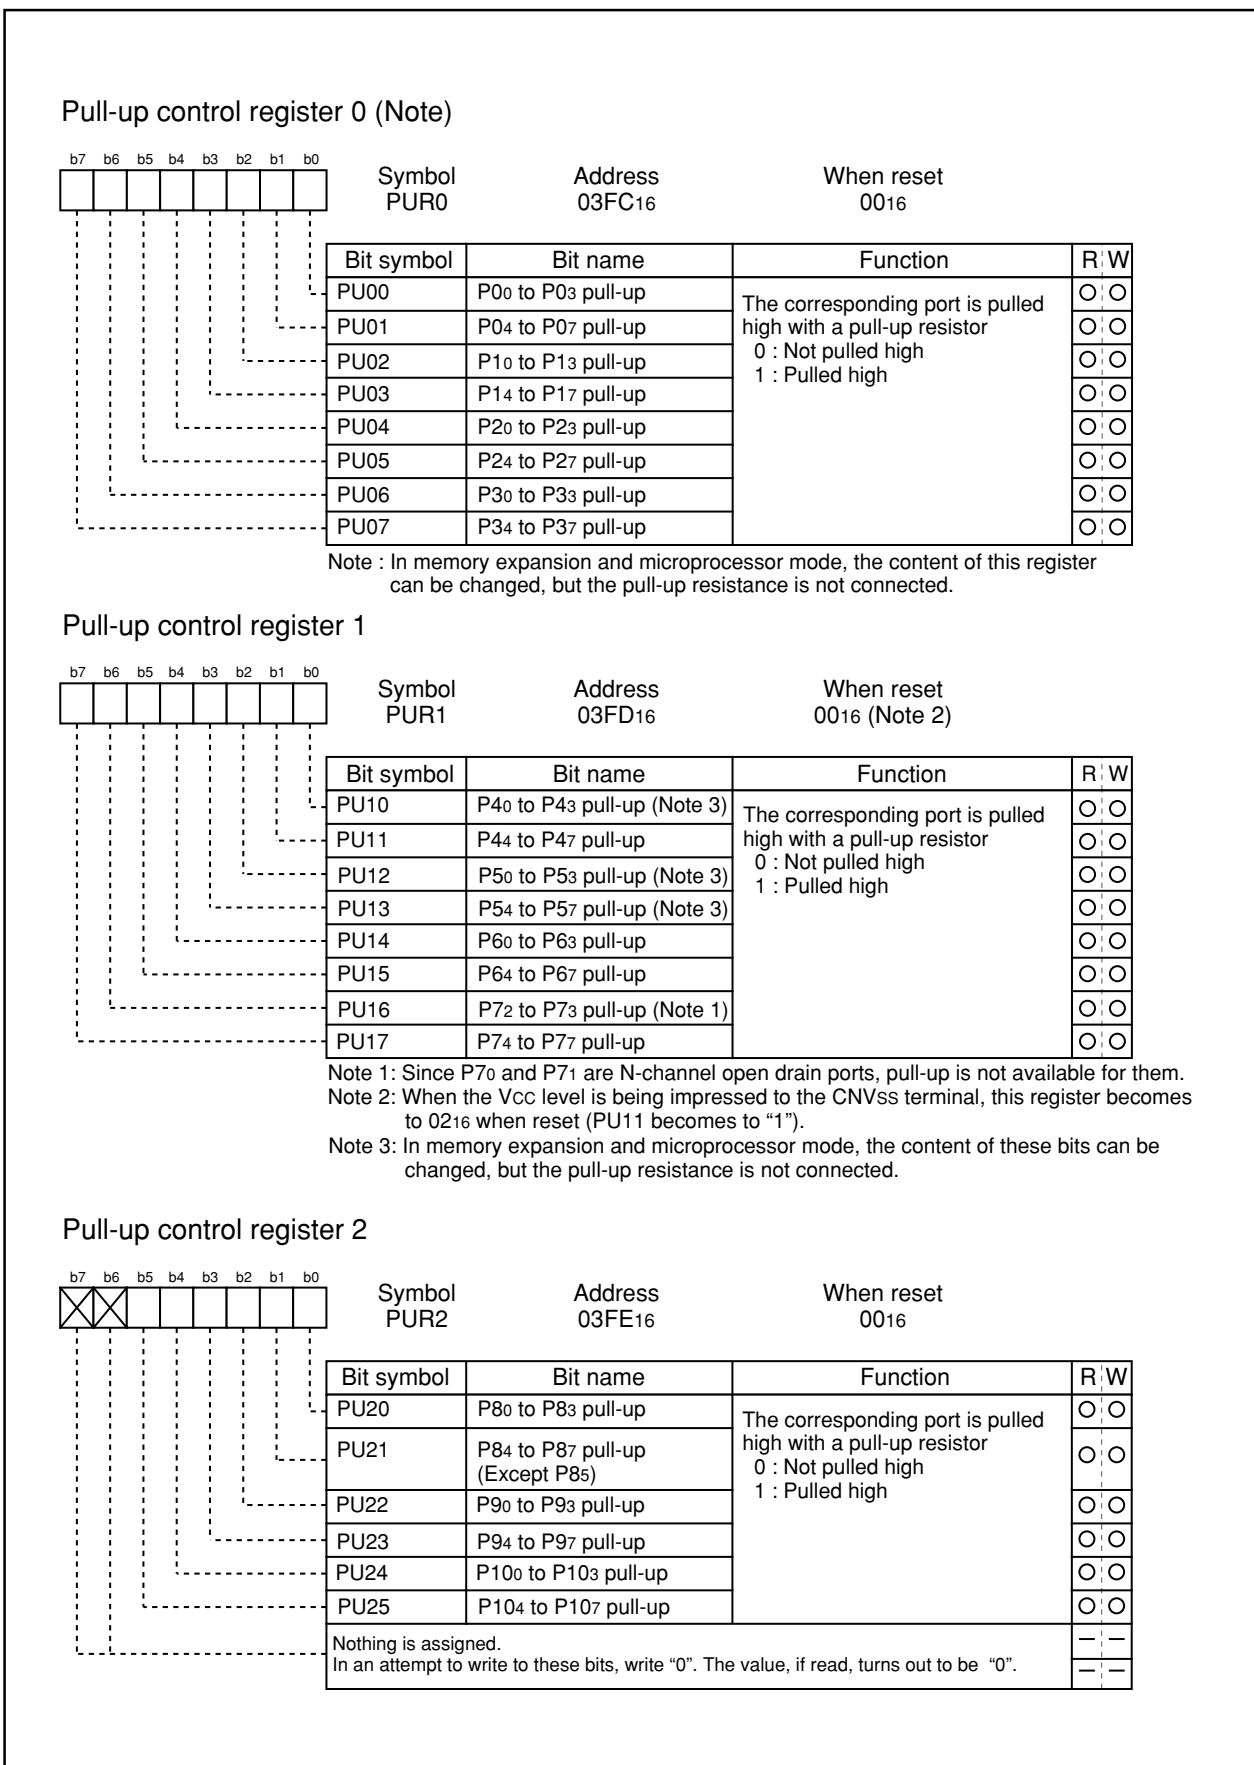 Pull-up control register 0 (Note)
b7 b6 b5 b4 b3 b2 b1 b0
Symbol Address When reset
PUR0 03FC16 0016
Bit symbol Bit name Function R W
PU00 P00 to P03 pull-up The corresponding port is pulled
PU01 P04 to P07 pull-up high with a pull-up resistor
PU02 P10 to P13 pull-up 0 : Not pulled high
PU03 P14 to P17 pull-up 1 : Pulled high
PU04 P20 to P23 pull-up
PU05 P24 to P27 pull-up
PU06 P30 to P33 pull-up
PU07 P34 to P37 pull-up
Note : In memory expansion and microprocessor mode, the content of this register
can be changed, but the pull-up resistance is not connected.
Pull-up control register 1
b7 b6 b5 b4 b3 b2 b1 b0
Symbol Address When reset
PUR1 03FD16 0016 (Note 2)
Bit symbol Bit name Function R W
PU10 P40 to P43 pull-up (Note 3) The corresponding port is pulled
PU11 P44 to P47 pull-up high with a pull-up resistor
PU12 P50 to P53 pull-up (Note 3) 0 : Not pulled high
PU13 P54 to P57 pull-up (Note 3) 1 : Pulled high
PU14 P60 to P63 pull-up
PU15 P64 to P67 pull-up
PU16 P72 to P73 pull-up (Note 1)
PU17 P74 to P77 pull-up
Note 1: Since P70 and P71 are N-channel open drain ports, pull-up is not available for them.
Note 2: When the VCC level is being impressed to the CNVSS terminal, this register becomes
to 0216 when reset (PU11 becomes to “1”).
Note 3: In memory expansion and microprocessor mode, the content of these bits can be
changed, but the pull-up resistance is not connected.
Pull-up control register 2
b7 b6 b5 b4 b3 b2 b1 b0
Symbol Address When reset
PUR2 03FE16 0016
Bit symbol Bit name Function R W
PU20 P80 to P83 pull-up The corresponding port is pulled
PU21 P84 to P87 pull-up high with a pull-up resistor
(Except P85) 0 : Not pulled high
PU22 P90 to P93 pull-up 1 : Pulled high
PU23 P94 to P97 pull-up
PU24 P100 to P103 pull-up
PU25 P104 to P107 pull-up
Nothing is assigned. — —
In an attempt to write to these bits, write “0”. The value, if read, turns out to be “0”. — —